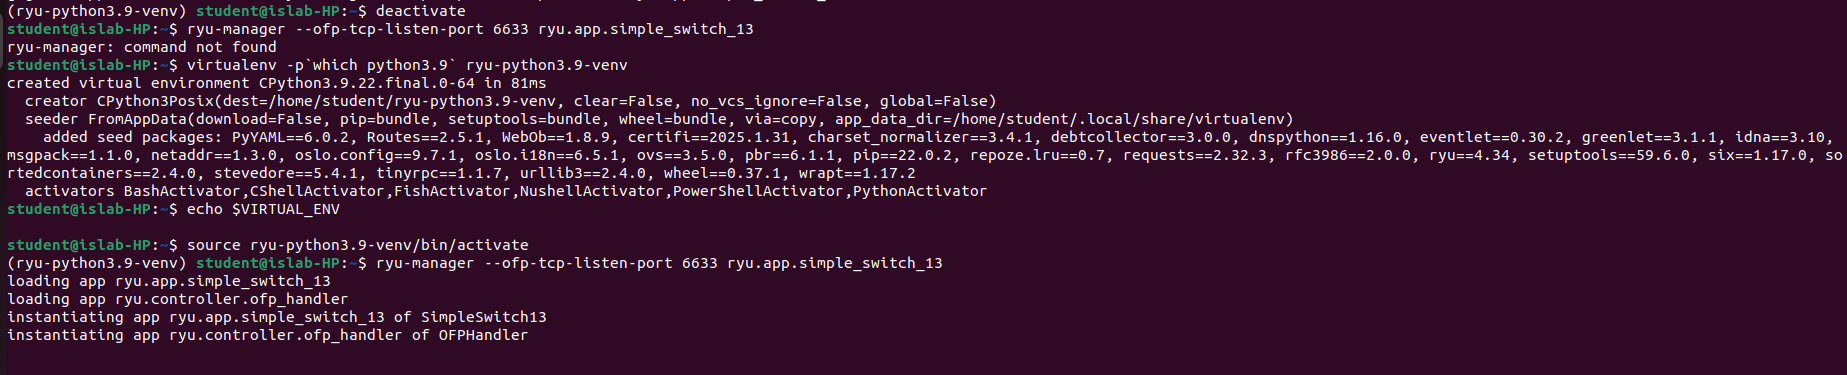 (ryu-python3.9-venv) student@islab-HP:~$ deactivate
student@islab-HP:~$ ryu-manager --ofp-tcp-listen-port 6633 ryu.app.simple_switch_13
ryu-manager: command not found
student@islab-HP:~$ virtualenv -p`which python3.9` ryu-python3.9-venv
created virtual environment CPython3.9.22.final.0-64 in 81ms
  creator CPython3Posix(dest=/home/student/ryu-python3.9-venv, clear=False, no_vcs_ignore=False, global=False)
  seeder FromAppData(download=False, pip=bundle, setuptools=bundle, wheel=bundle, via=copy, app_data_dir=/home/student/.local/share/virtualenv)
    added seed packages: PyYAML==6.0.2, Routes==2.5.1, WebOb==1.8.9, certifi==2025.1.31, charset_normalizer==3.4.1, debtcollector==3.0.0, dnspython==1.16.0, eventlet==0.30.2, greenlet==3.1.1, idna==3.10,
msgpack==1.1.0, netaddr==1.3.0, oslo.config==9.7.1, oslo.i18n==6.5.1, ovs==3.5.0, pbr==6.1.1, pip==22.0.2, repoze.lru==0.7, requests==2.32.3, rfc3986==2.0.0, ryu==4.34, setuptools==59.6.0, six==1.17.0, so
rtedcontainers==2.4.0, stevedore==5.4.1, tinyrpc==1.1.7, urllib3==2.4.0, wheel==0.37.1, wrapt==1.17.2
  activators BashActivator,CShellActivator,FishActivator,NushellActivator,PowerShellActivator,PythonActivator
student@islab-HP:~$ echo $VIRTUAL_ENV
student@islab-HP:~$ source ryu-python3.9-venv/bin/activate
(ryu-python3.9-venv) student@islab-HP:~$ ryu-manager --ofp-tcp-listen-port 6633 ryu.app.simple_switch_13
loading app ryu.app.simple_switch_13
loading app ryu.controller.ofp_handler
instantiating app ryu.app.simple_switch_13 of SimpleSwitch13
instantiating app ryu.controller.ofp_handler of OFPHandler